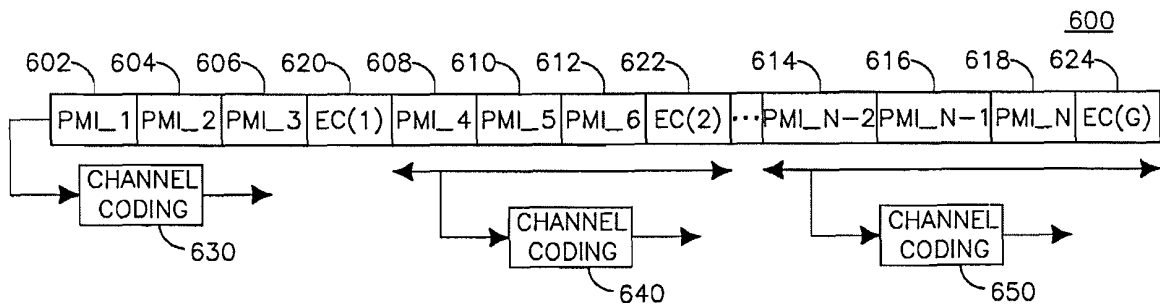 600
602 604 606 620 608 610 612 622 614 616 618 624
PMI_1 PMI_2 PMI_3 EC(1) PMI_4 PMI_5 PMI_6 EC(2) ••• PMI_N-2 PMI_N-1 PMI_N EC(G)
CHANNEL
CODING
630
CHANNEL
CODING
640
CHANNEL
CODING
650